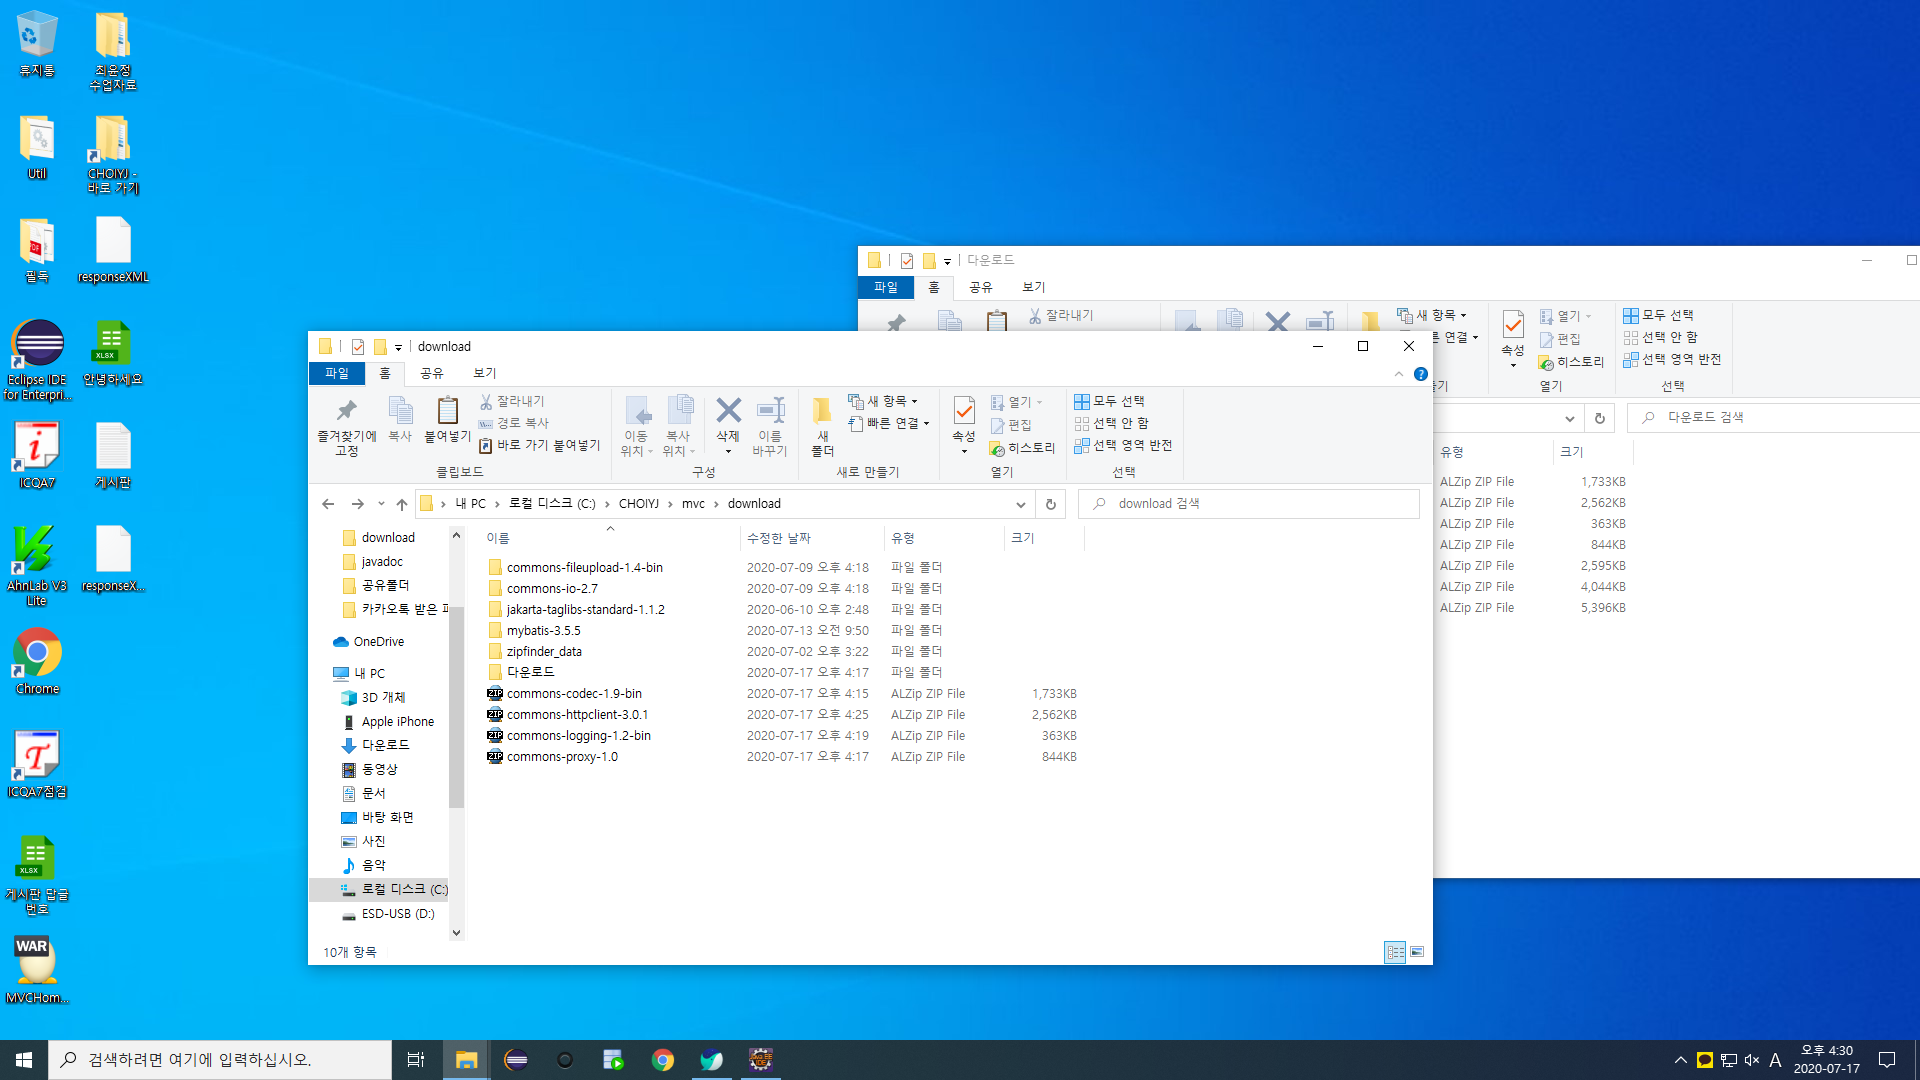 휴지통
최윤정
수업자료
Util
CHOIYJ -
바로 가기
필독
responseXML
Eclipse IDE
for Enterpri...
XLSX
안녕하세요
ICQA7
게시판
AhnLab V3
Lite
responseX...
Chrome
ICQA7점검
XLSX
게시판 답글
번호
WAR
MVCHom...
다운로드
파일
홈
공유
보기
잘라내기
새 항목
른 연결
기
속성
열기
편집
히스토리
열기
모두 선택
선택 안 함
선택 영역 반전
선택
다운로드 검색
유형
크기
ALZip ZIP File 1,733KB
ALZip ZIP File 2,562KB
ALZip ZIP File 363KB
ALZip ZIP File 844KB
ALZip ZIP File 2,595KB
ALZip ZIP File 4,044KB
ALZip ZIP File 5,396KB
download
파일
홈
공유
보기
즐겨찾기에
고정
복사
붙여넣기
잘라내기
경로 복사
바로 가기 붙여넣기
클립보드
이동
위치
복사
위치
삭제
이름
바꾸기
구성
새
폴더
새 항목
빠른 연결
새로 만들기
속성
열기
편집
히스토리
열기
모두 선택
선택 안 함
선택 영역 반전
선택
내 PC > 로컬 디스크 (C:) > CHOIYJ > mvc > download
download 검색
download
javadoc
공유폴더
카카오톡 받은 파
OneDrive
내 PC
3D 개체
Apple iPhone
다운로드
동영상
문서
바탕 화면
사진
음악
로컬 디스크 (C:)
ESD-USB (D:)
이름 수정한 날짜 유형 크기
commons-fileupload-1.4-bin 2020-07-09 오후 4:18 파일 폴더
commons-io-2.7 2020-07-09 오후 4:18 파일 폴더
jakarta-taglibs-standard-1.1.2 2020-06-10 오후 2:48 파일 폴더
mybatis-3.5.5 2020-07-13 오전 9:50 파일 폴더
zipfinder_data 2020-07-02 오후 3:22 파일 폴더
다운로드 2020-07-17 오후 4:17 파일 폴더
commons-codec-1.9-bin 2020-07-17 오후 4:15 ALZip ZIP File 1,733KB
commons-httpclient-3.0.1 2020-07-17 오후 4:25 ALZip ZIP File 2,562KB
commons-logging-1.2-bin 2020-07-17 오후 4:19 ALZip ZIP File 363KB
commons-proxy-1.0 2020-07-17 오후 4:17 ALZip ZIP File 844KB
10개 항목
검색하려면 여기에 입력하십시오.
A
오후 4:30
2020-07-17